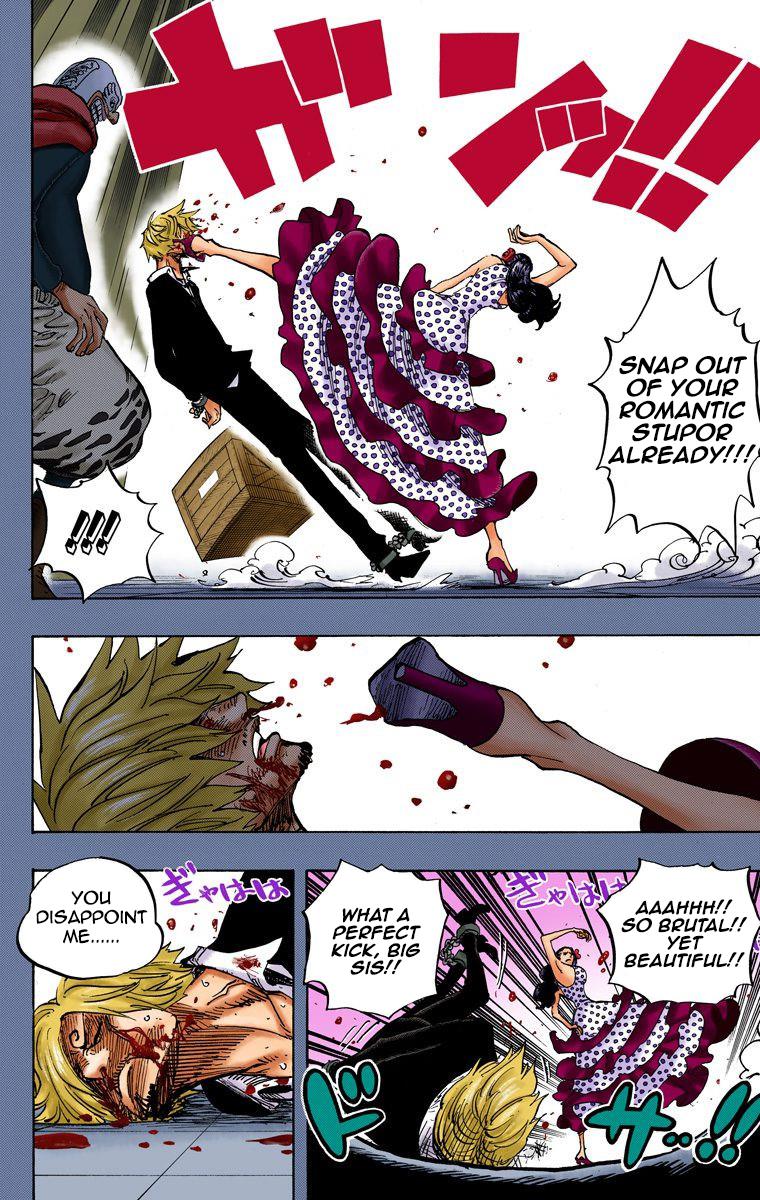 ガンッ!!
SNAP OUT
OF YOUR
ROMANTIC
STUPOR
ALREADY!!!
!!!!
YOU
DISAPPOINT
ME......
ぎゃはは
WHAT A
PERFECT
KICK, BIG
SIS!!
ぎゃはは
AAAHHH!!
SO BRUTAL!!
YET
BEAUTIFUL!!
ドサ...!!